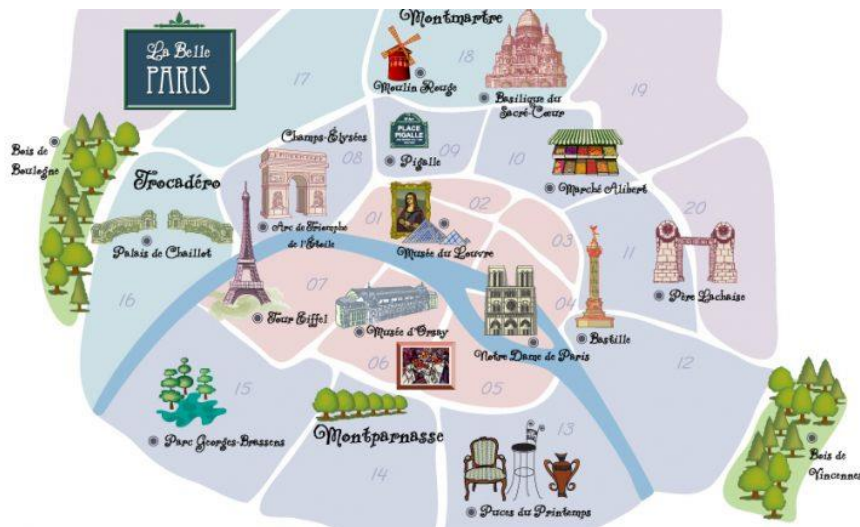 La Belle
PARIS
Montmartre
17
18
19
Moulin Rouge
Basilique du
Sacré-Cœur
Bois de
Boulogne
Champs-Élysées
08
PLACE
PIGALLE
09
Pigalle
10
Marché Alibert
Trocadéro
20
Arc de Triomphe
de l'Étoile
01
02
Musée du Louvre
03
11
Palais de Chaillot
Père Lachaise
16
07
04
Tour Eiffel
Musée d'Orsay
Notre Dame de Paris
Bastille
06
05
12
15
Parc Georges-Brassens
Montparnasse
14
13
Puces du Printemps
Bois de
Vincennes